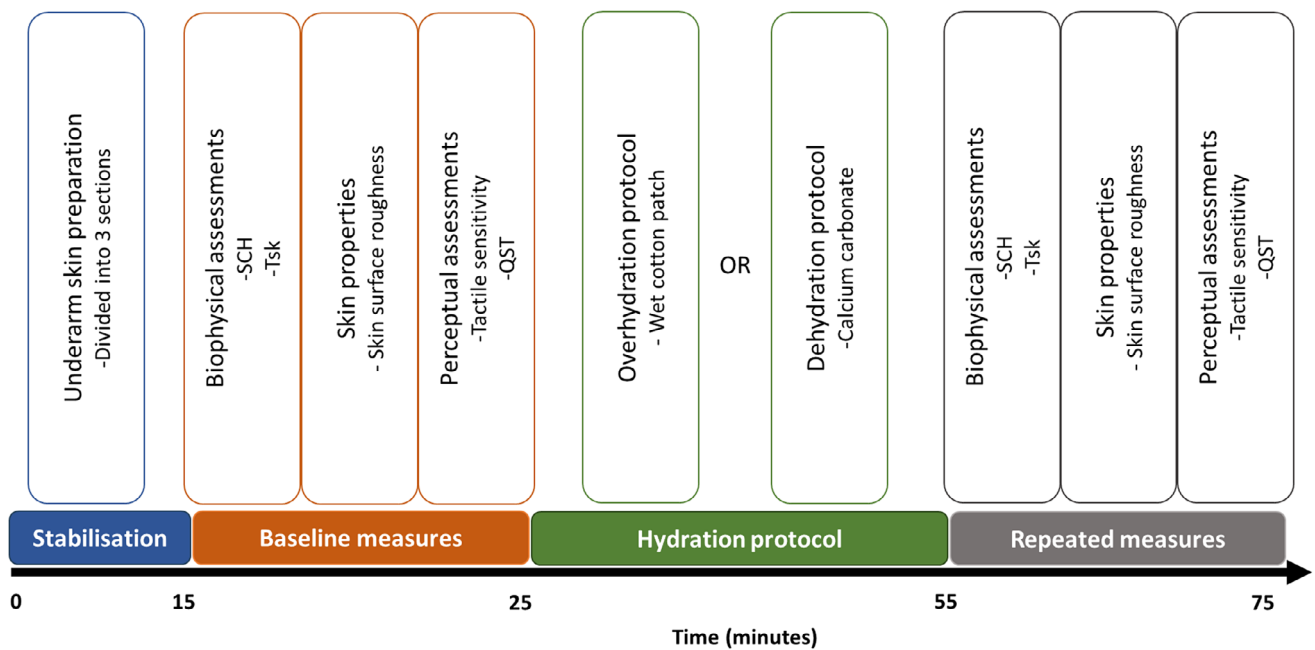 Underarm skin preparation
-Divided into 3 sections
Biophysical assessments
-SCH
-Tsk
Skin properties
- Skin surface roughness
Perceptual assessments
-Tactile sensitivity
-QST
Overhydration protocol
- Wet cotton patch
OR
Dehydration protocol
-Calcium carbonate
Biophysical assessments
-SCH
-Tsk
Skin properties
- Skin surface roughness
Perceptual assessments
-Tactile sensitivity
-QST
Stabilisation
Baseline measures
Hydration protocol
Repeated measures
0
15
25
55
75
Time (minutes)